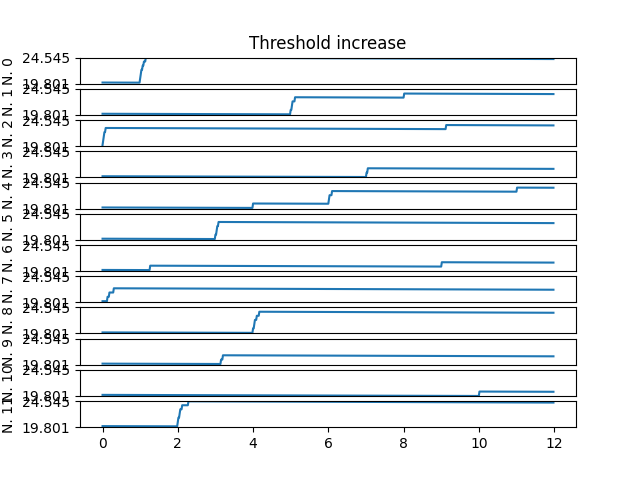 Threshold increase
24.545
N. 0
19.801
24.545
N. 1
19.801
24.545
N. 2
19.801
24.545
N. 3
19.801
24.545
N. 4
19.801
24.545
N. 5
19.801
24.545
N. 6
19.801
24.545
N. 7
19.801
24.545
N. 8
19.801
24.545
N. 9
19.801
24.545
N. 10
19.801
24.545
N. 11
19.801
0 2 4 6 8 10 12